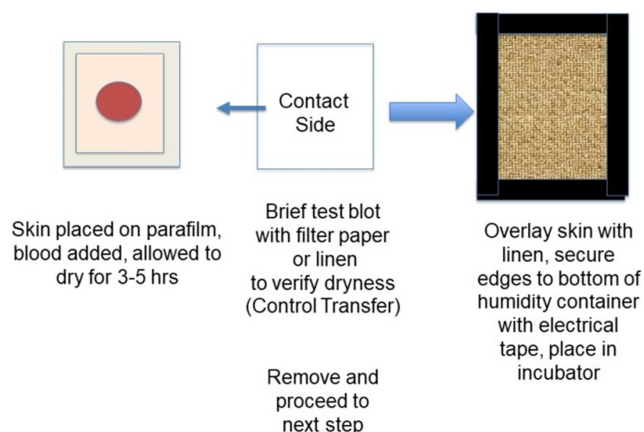 Contact
Side
Skin placed on parafilm,
blood added, allowed to
dry for 3-5 hrs
Brief test blot
with filter paper
or linen
to verify dryness
(Control Transfer)
Remove and
proceed to
next step
Overlay skin with
linen, secure
edges to bottom of
humidity container
with electrical
tape, place in
incubator